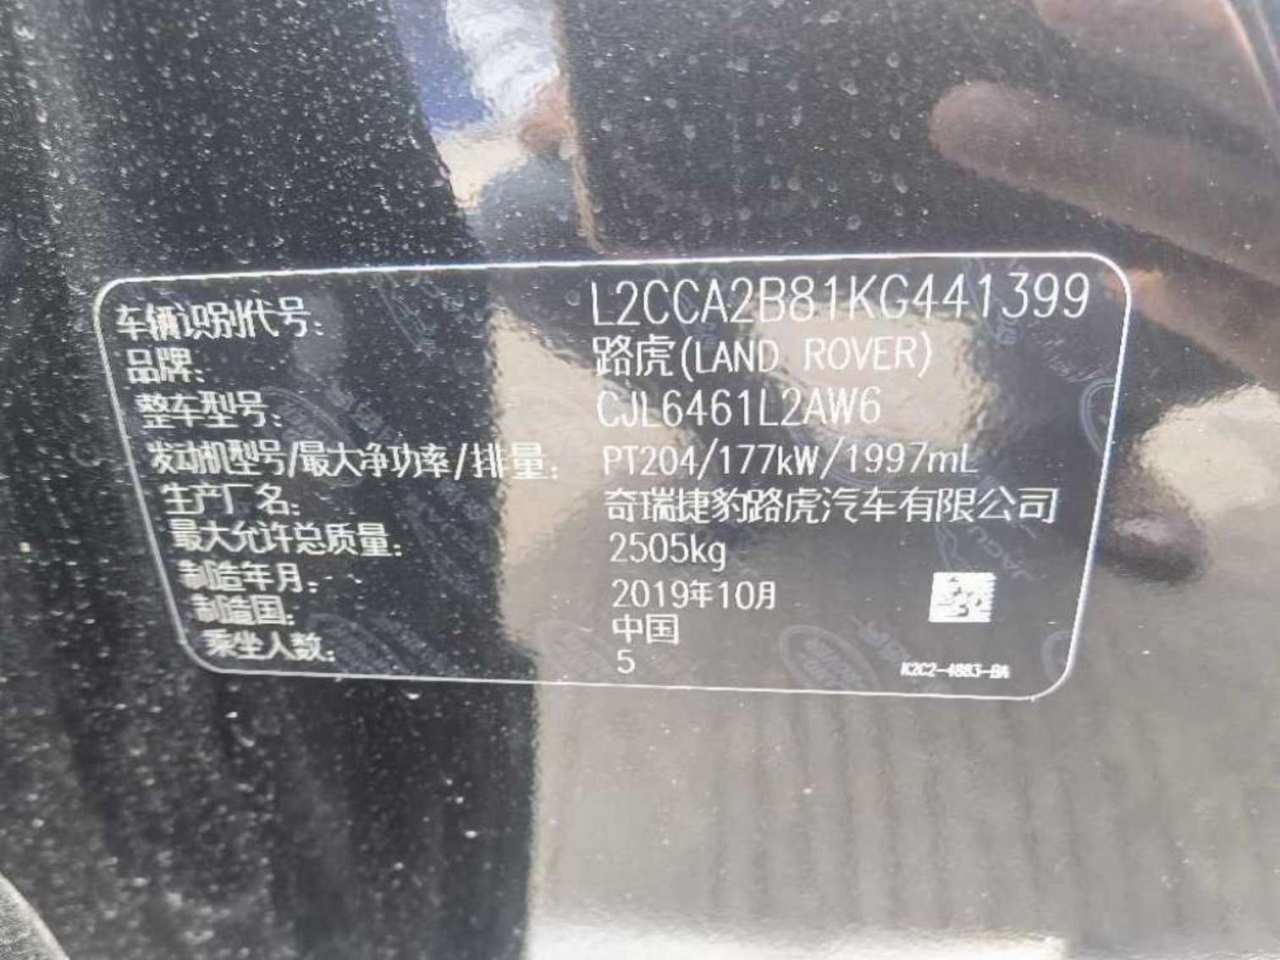 车辆识别代号: L2CCA2B81KG441399
品牌: 路虎(LAND ROVER)
整车型号: CJL6461L2AW6
发动机型号/最大净功率/排量: PT204/177kW/1997mL
生产厂名: 奇瑞捷豹路虎汽车有限公司
最大允许总质量: 2505kg
制造年月: 2019年10月
制造国: 中国
乘坐人数: 5
K2C2-4883-BA